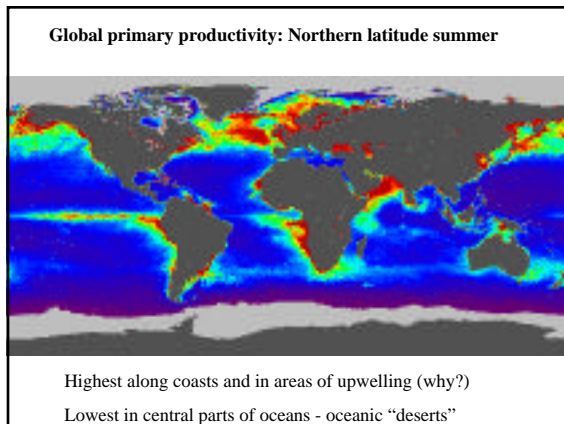 Global primary productivity: Northern latitude summer
Highest along coasts and in areas of upwelling (why?)
Lowest in central parts of oceans - oceanic “deserts”